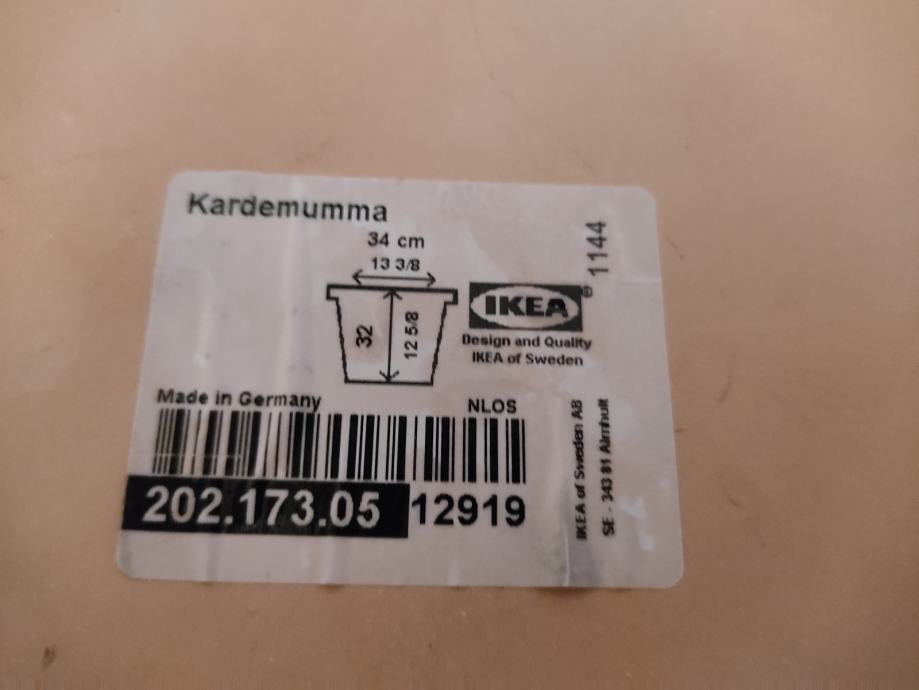 Kardemumma
34 cm
13 3/8
32
12 5/8
IKEA®
1144
Design and Quality
IKEA of Sweden
Made in Germany
NLOS
202.173.05
12919
IKEA of Sweden AB
SE - 343 81 Älmhult